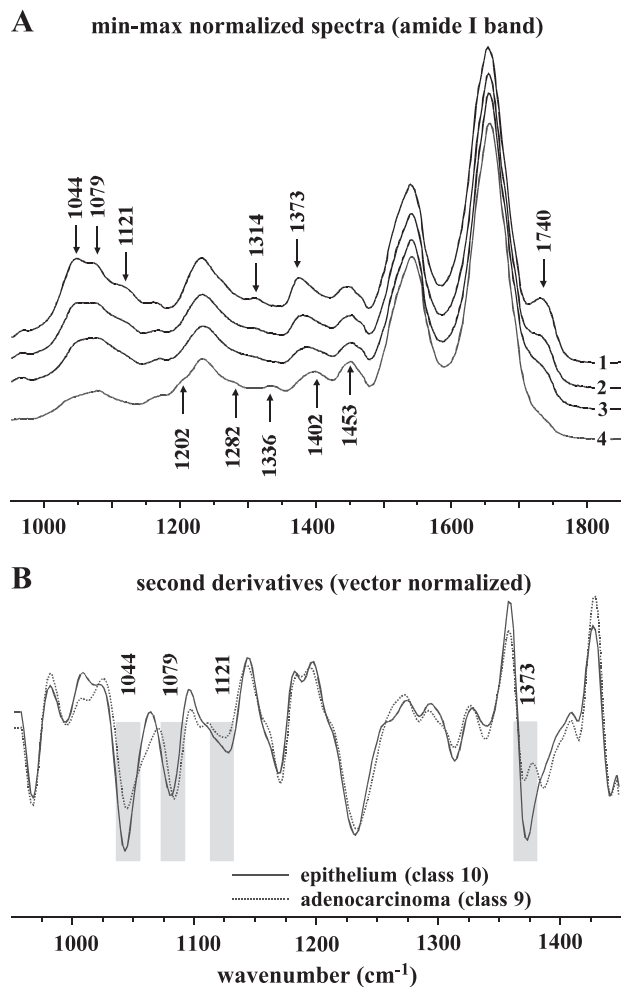 A
min-max normalized spectra (amide I band)
1044
1079
1121
1314
1373
1740
1
2
3
4
1202
1282
1336
1402
1453
1000 1200 1400 1600 1800
B
second derivatives (vector normalized)
1044
1079
1121
1373
epithelium (class 10)
adenocarcinoma (class 9)
1000 1100 1200 1300 1400
wavenumber (cm⁻¹)